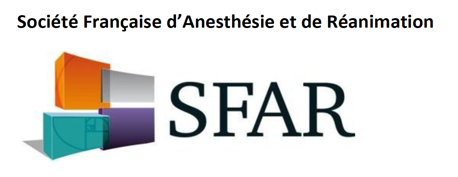 Société Française d’Anesthésie et de Réanimation
SFAR